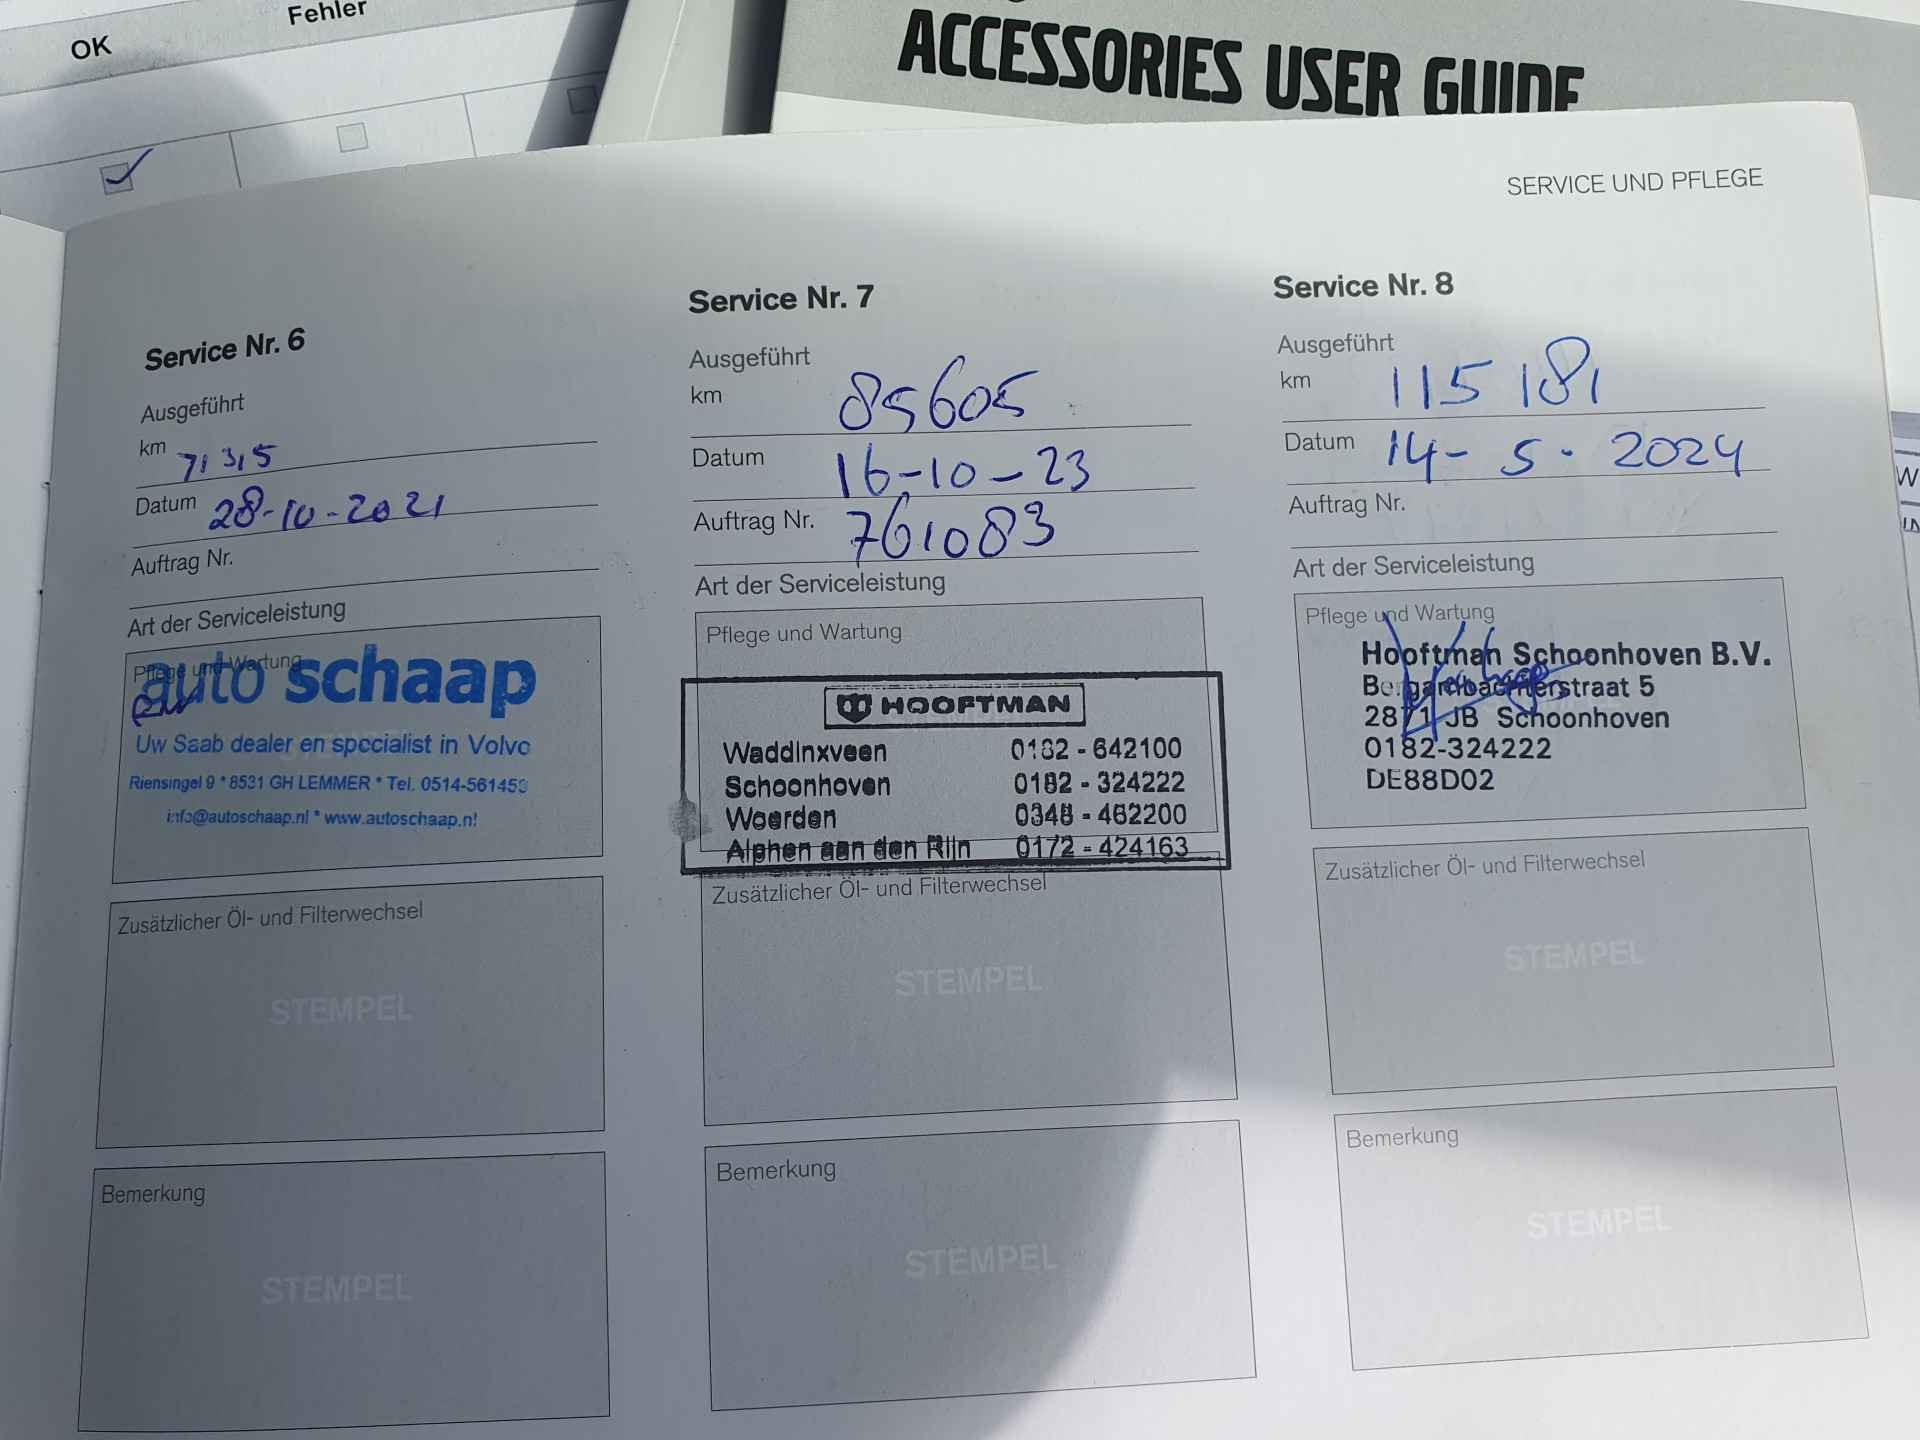 OK
Fehler
ACCESSORIES USER GUIDE
SERVICE UND PFLEGE
Service Nr. 6
Ausgeführt
km 71 315
Datum 28-10-2021
Auftrag Nr.
Art der Serviceleistung
Pflege und Wartung
auto schaap
Uw Saab dealer en specialist in Volvo
Riensingel 9 * 8531 GH LEMMER * Tel. 0514-561453
info@autoschaap.nl * www.autoschaap.nl
Zusätzlicher Öl- und Filterwechsel
STEMPEL
Bemerkung
STEMPEL
Service Nr. 7
Ausgeführt
km 85605
Datum 16-10-23
Auftrag Nr. 761083
Art der Serviceleistung
Pflege und Wartung
HOOFTMAN
Waddinxveen 0182 - 642100
Schoonhoven 0182 - 324222
Woerden 0348 - 462200
Alphen aan den Rijn 0172 - 424163
Zusätzlicher Öl- und Filterwechsel
STEMPEL
Bemerkung
STEMPEL
Service Nr. 8
Ausgeführt
km 115 181
Datum 14-5-2024
Auftrag Nr.
Art der Serviceleistung
Pflege und Wartung
Hooftman Schoonhoven B.V.
Bergambachterstraat 5
2871 JB Schoonhoven
0182-324222
DE88D02
Zusätzlicher Öl- und Filterwechsel
STEMPEL
Bemerkung
STEMPEL